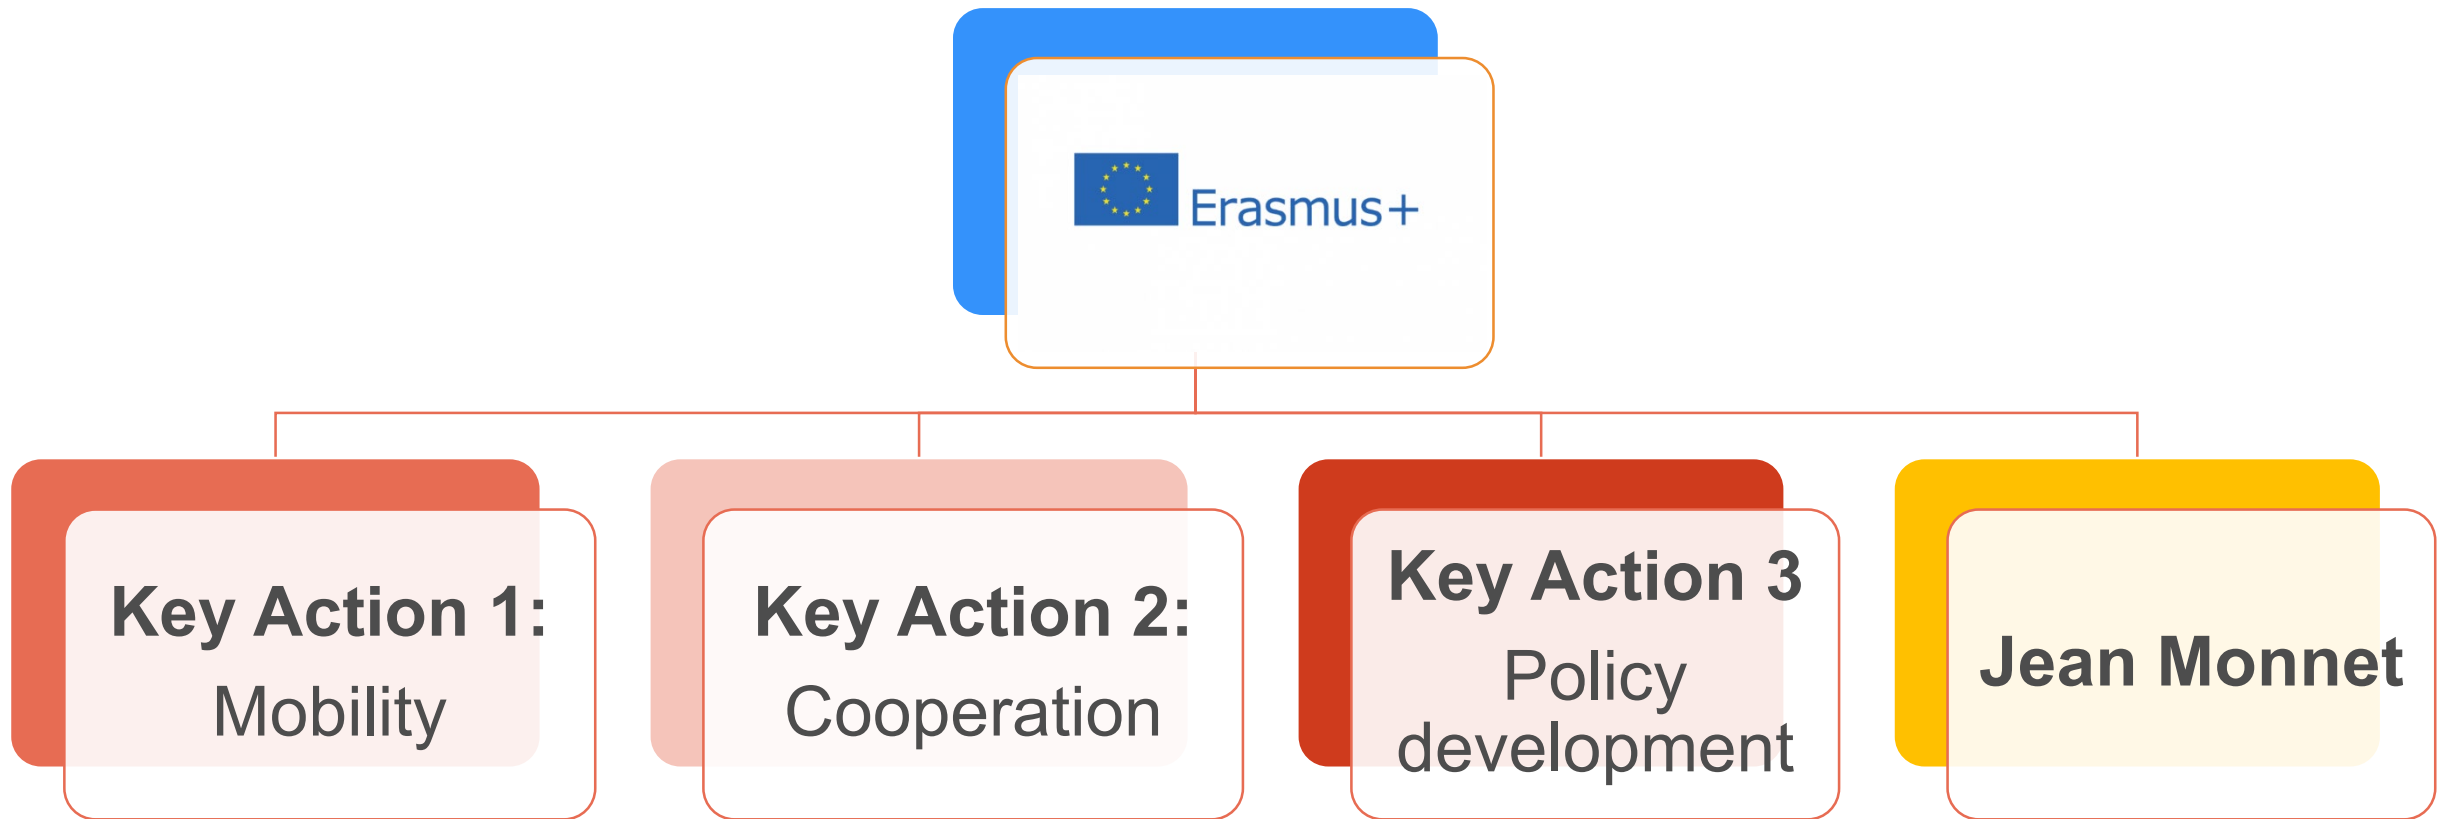 Erasmus+
Key Action 1:
Mobility
Key Action 2:
Cooperation
Key Action 3
Policy
development
Jean Monnet